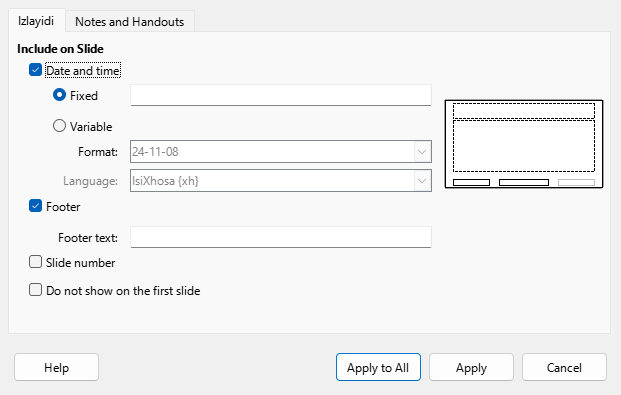 Izlayidi
Notes and Handouts
Include on Slide
Date and time
Fixed
Variable
Format:
24-11-08
Language:
IsiXhosa {xh}
Footer
Footer text:
Slide number
Do not show on the first slide
Help
Apply to All
Apply
Cancel